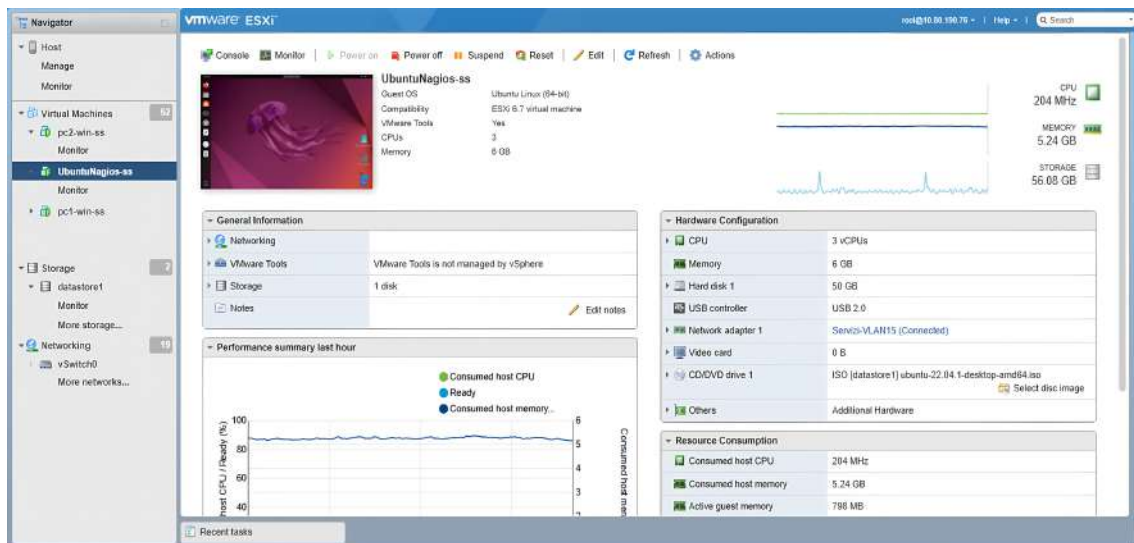 Navigator
Host
Manage
Monitor
Virtual Machines 52
pc2-win-ss
Monitor
UbuntuNagios-ss
Monitor
pc1-win-ss
Storage 7
datastore1
Monitor
More storage...
Networking 19
vSwitch0
More networks...
vmware ESXi
Help
Search
Console Monitor Power on Power off Suspend Reset Edit Refresh Actions
UbuntuNagios-ss
Guest OS Ubuntu Linux (64-bit)
Compatibility ESXi 6.7 virtual machine
VMware Tools Yes
CPUs 3
Memory 6 GB
CPU
204 MHz
MEMORY
5.24 GB
STORAGE
56.08 GB
General Information
Networking
VMware Tools VMware Tools is not managed by vSphere
Storage 1 disk
Notes Edit notes
Performance summary last hour
Consumed host CPU
Ready
Consumed host memory...
100
80
60
40
host CPU / Ready (%)
6
5
4
3
Consumed host men
Hardware Configuration
CPU 3 vCPUs
Memory 6 GB
Hard disk 1 50 GB
USB controller USB 2.0
Network adapter 1 Servizi-VLAN15 (Connected)
Video card 0 B
CD/DVD drive 1 ISO [datastore1] ubuntu-22.04.1-desktop-amd64.iso
Select disc image
Others Additional Hardware
Resource Consumption
Consumed host CPU 204 MHz
Consumed host memory 5.24 GB
Active guest memory 798 MB
Recent tasks